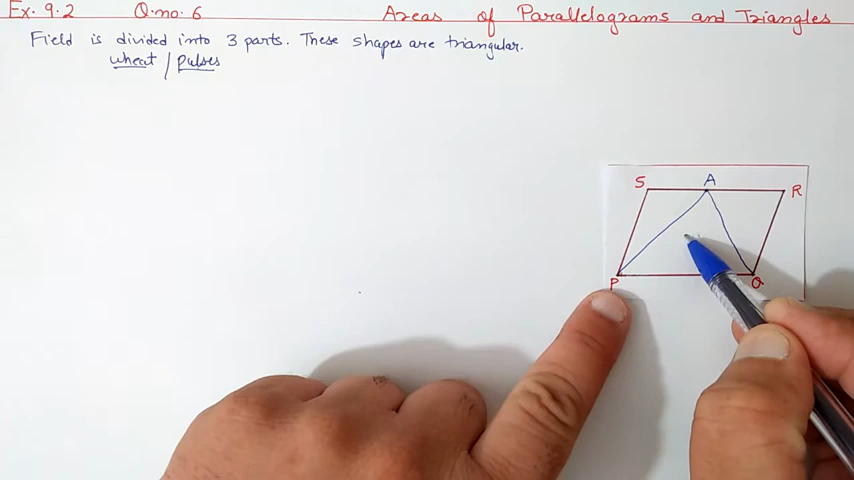 Ex. 9.2 Q.no. 6 Areas of Parallelograms and Triangles
Field is divided into 3 parts. These shapes are triangular.
wheat / pulses
S A R
P Q